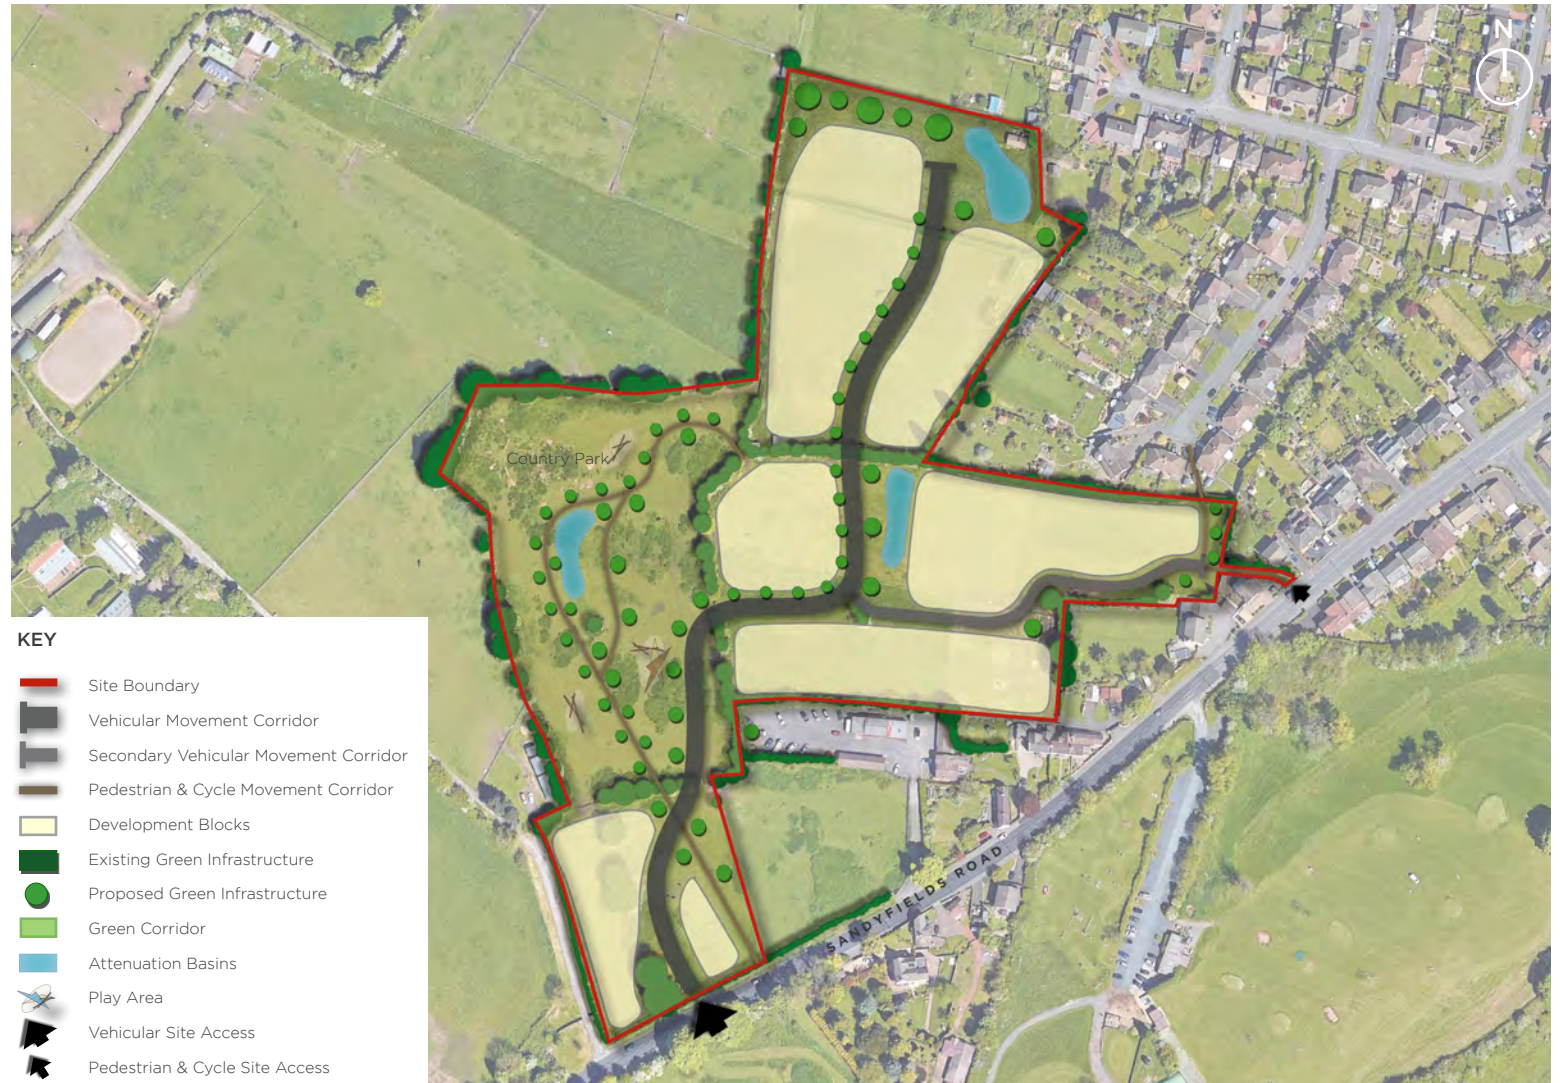 N
Country Park
SANDYFIELDS ROAD
KEY
Site Boundary
Vehicular Movement Corridor
Secondary Vehicular Movement Corridor
Pedestrian & Cycle Movement Corridor
Development Blocks
Existing Green Infrastructure
Proposed Green Infrastructure
Green Corridor
Attenuation Basins
Play Area
Vehicular Site Access
Pedestrian & Cycle Site Access